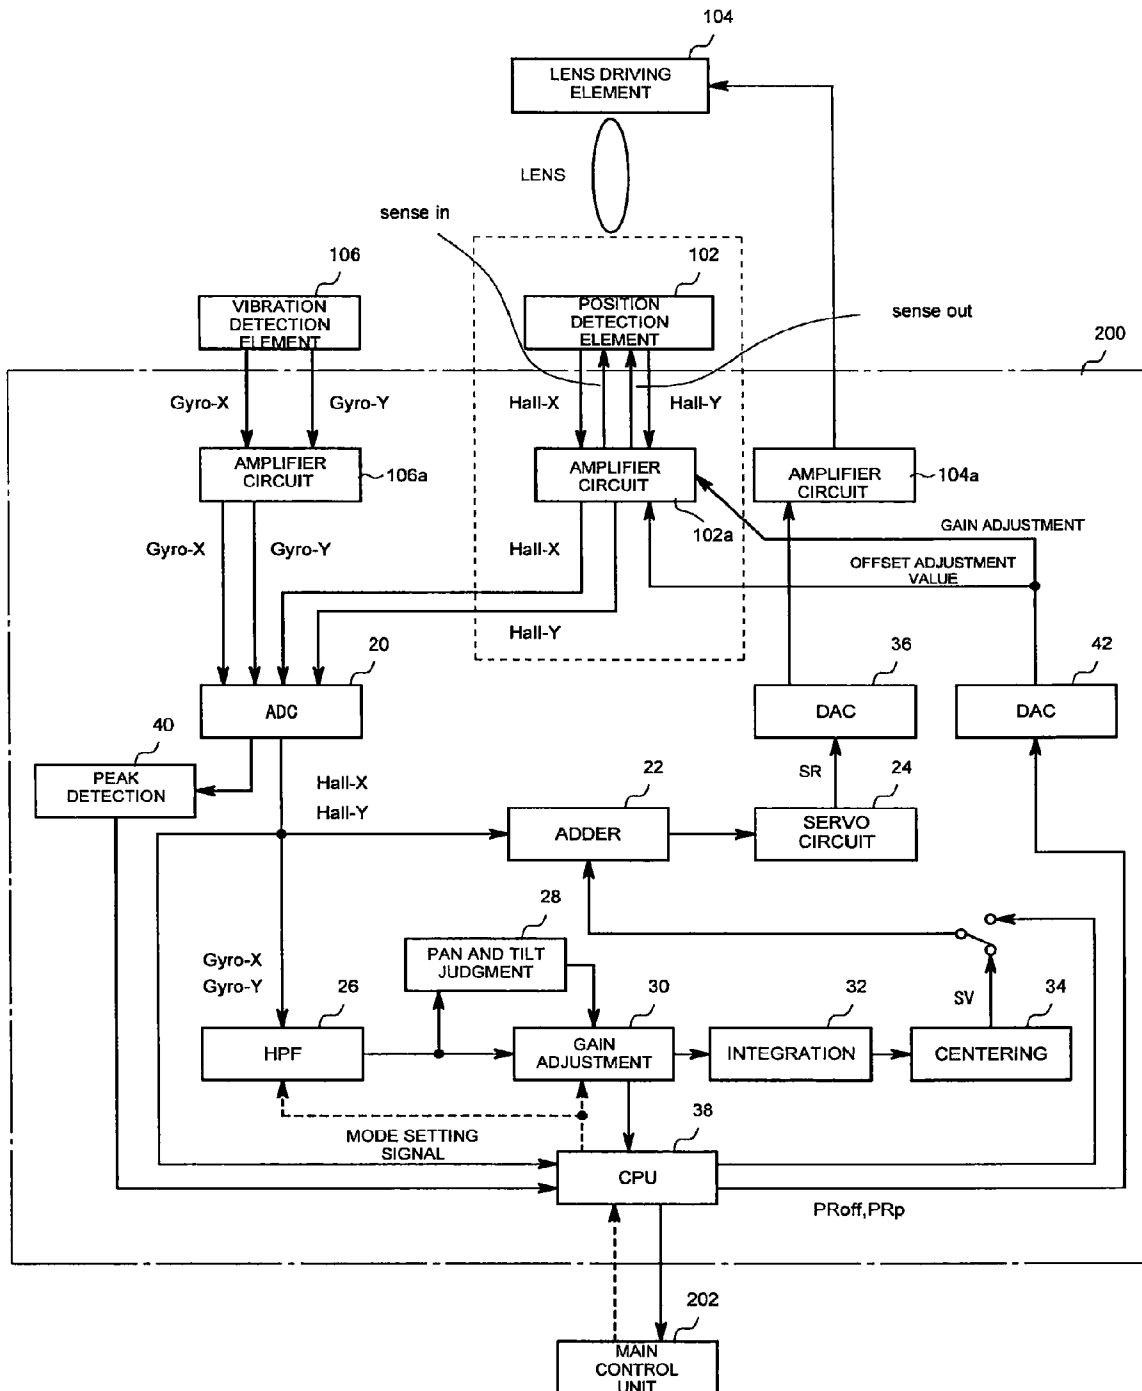 104
LENS DRIVING
ELEMENT
LENS
sense in
106
102
VIBRATION
DETECTION
ELEMENT
POSITION
DETECTION
ELEMENT
sense out
200
Gyro-X
Gyro-Y
Hall-X
Hall-Y
AMPLIFIER
CIRCUIT
106a
AMPLIFIER
CIRCUIT
102a
AMPLIFIER
CIRCUIT
104a
GAIN ADJUSTMENT
Gyro-X
Gyro-Y
Hall-X
OFFSET ADJUSTMENT
VALUE
Hall-Y
20
36
42
ADC
DAC
DAC
40
PEAK
DETECTION
Hall-X
Hall-Y
SR
22
24
ADDER
SERVO
CIRCUIT
28
PAN AND TILT
JUDGMENT
Gyro-X
Gyro-Y
26
30
32
SV
34
HPF
GAIN
ADJUSTMENT
INTEGRATION
CENTERING
MODE SETTING
SIGNAL
38
CPU
PRoff,PRp
202
MAIN
CONTROL
UNIT